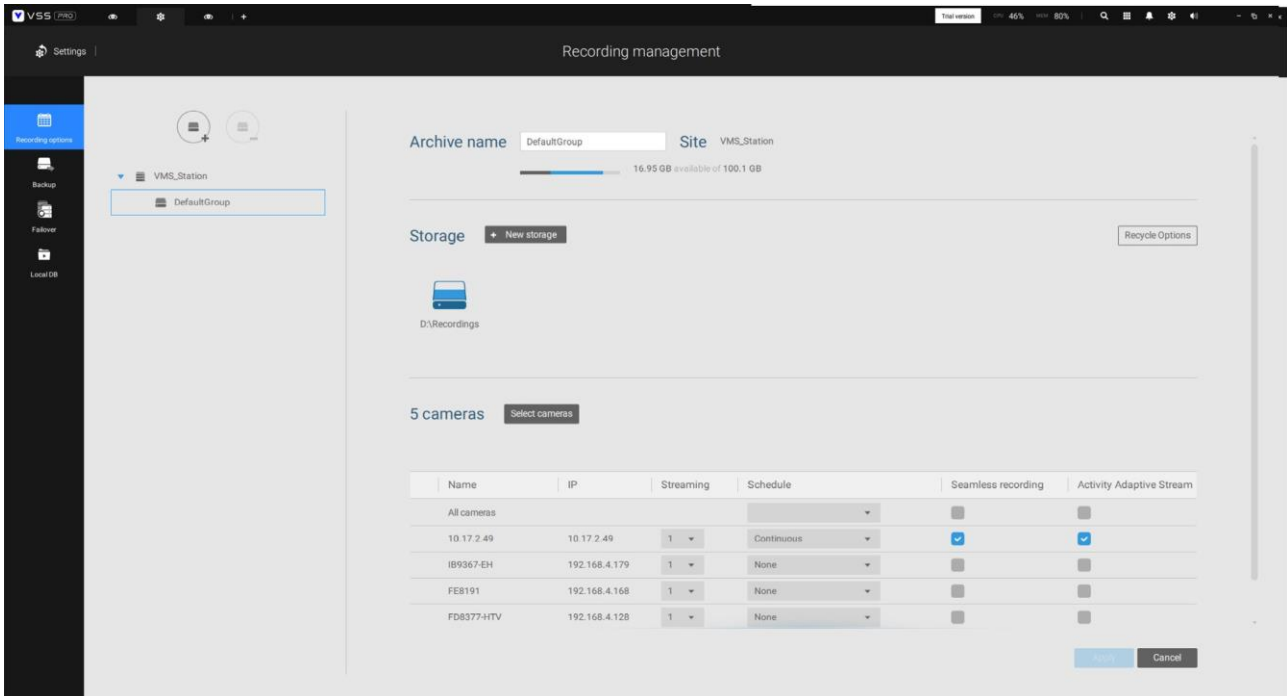 VSS PRO
Trial version CPU 46% MEM 80%
Settings
Recording management
Recording options
Backup
Failover
Local DB
VMS_Station
DefaultGroup
Archive name DefaultGroup Site VMS_Station
16.95 GB available of 100.1 GB
Storage + New storage Recycle Options
D:\Recordings
5 cameras Select cameras
Name IP Streaming Schedule Seamless recording Activity Adaptive Stream
All cameras
10.17.2.49 10.17.2.49 1 Continuous
IB9367-EH 192.168.4.179 1 None
FE8191 192.168.4.168 1 None
FD8377-HTV 192.168.4.128 1 None
Apply Cancel